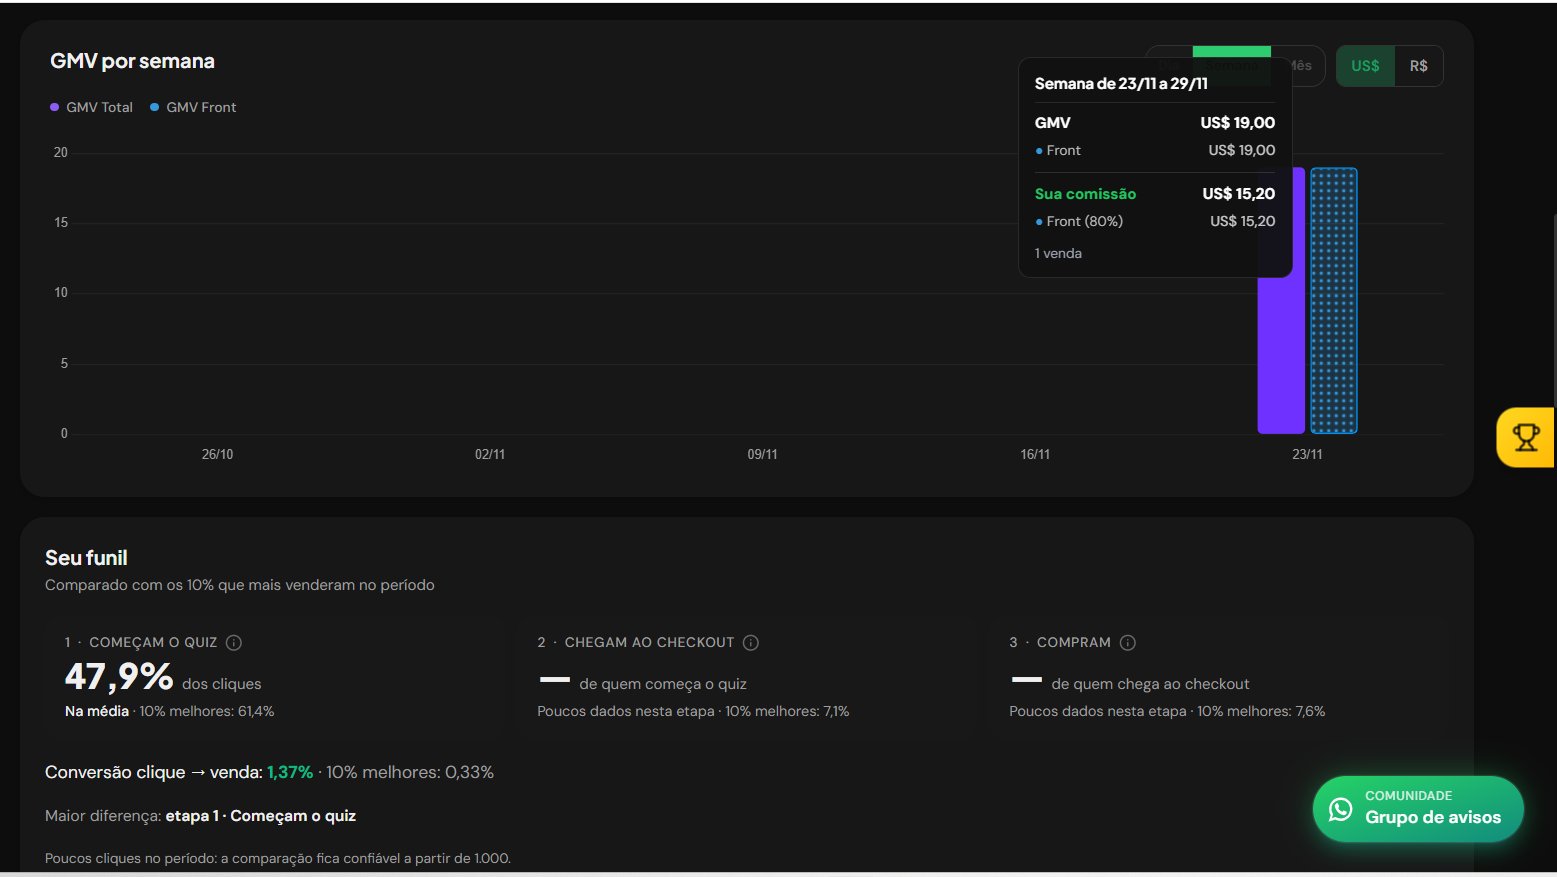 GMV por semana
Mês
US$
R$
GMV Total
GMV Front
Semana de 23/11 a 29/11
GMV US$ 19,00
Front US$ 19,00
Sua comissão US$ 15,20
Front (80%) US$ 15,20
1 venda
20
15
10
5
0
26/10 02/11 09/11 16/11 23/11
Seu funil
Comparado com os 10% que mais venderam no período
1 · COMEÇAM O QUIZ
47,9% dos cliques
Na média · 10% melhores: 61,4%
2 · CHEGAM AO CHECKOUT
— de quem começa o quiz
Poucos dados nesta etapa · 10% melhores: 7,1%
3 · COMPRAM
— de quem chega ao checkout
Poucos dados nesta etapa · 10% melhores: 7,6%
Conversão clique → venda: 1,37% · 10% melhores: 0,33%
Maior diferença: etapa 1 · Começam o quiz
Poucos cliques no período: a comparação fica confiável a partir de 1.000.
COMUNIDADE
Grupo de avisos